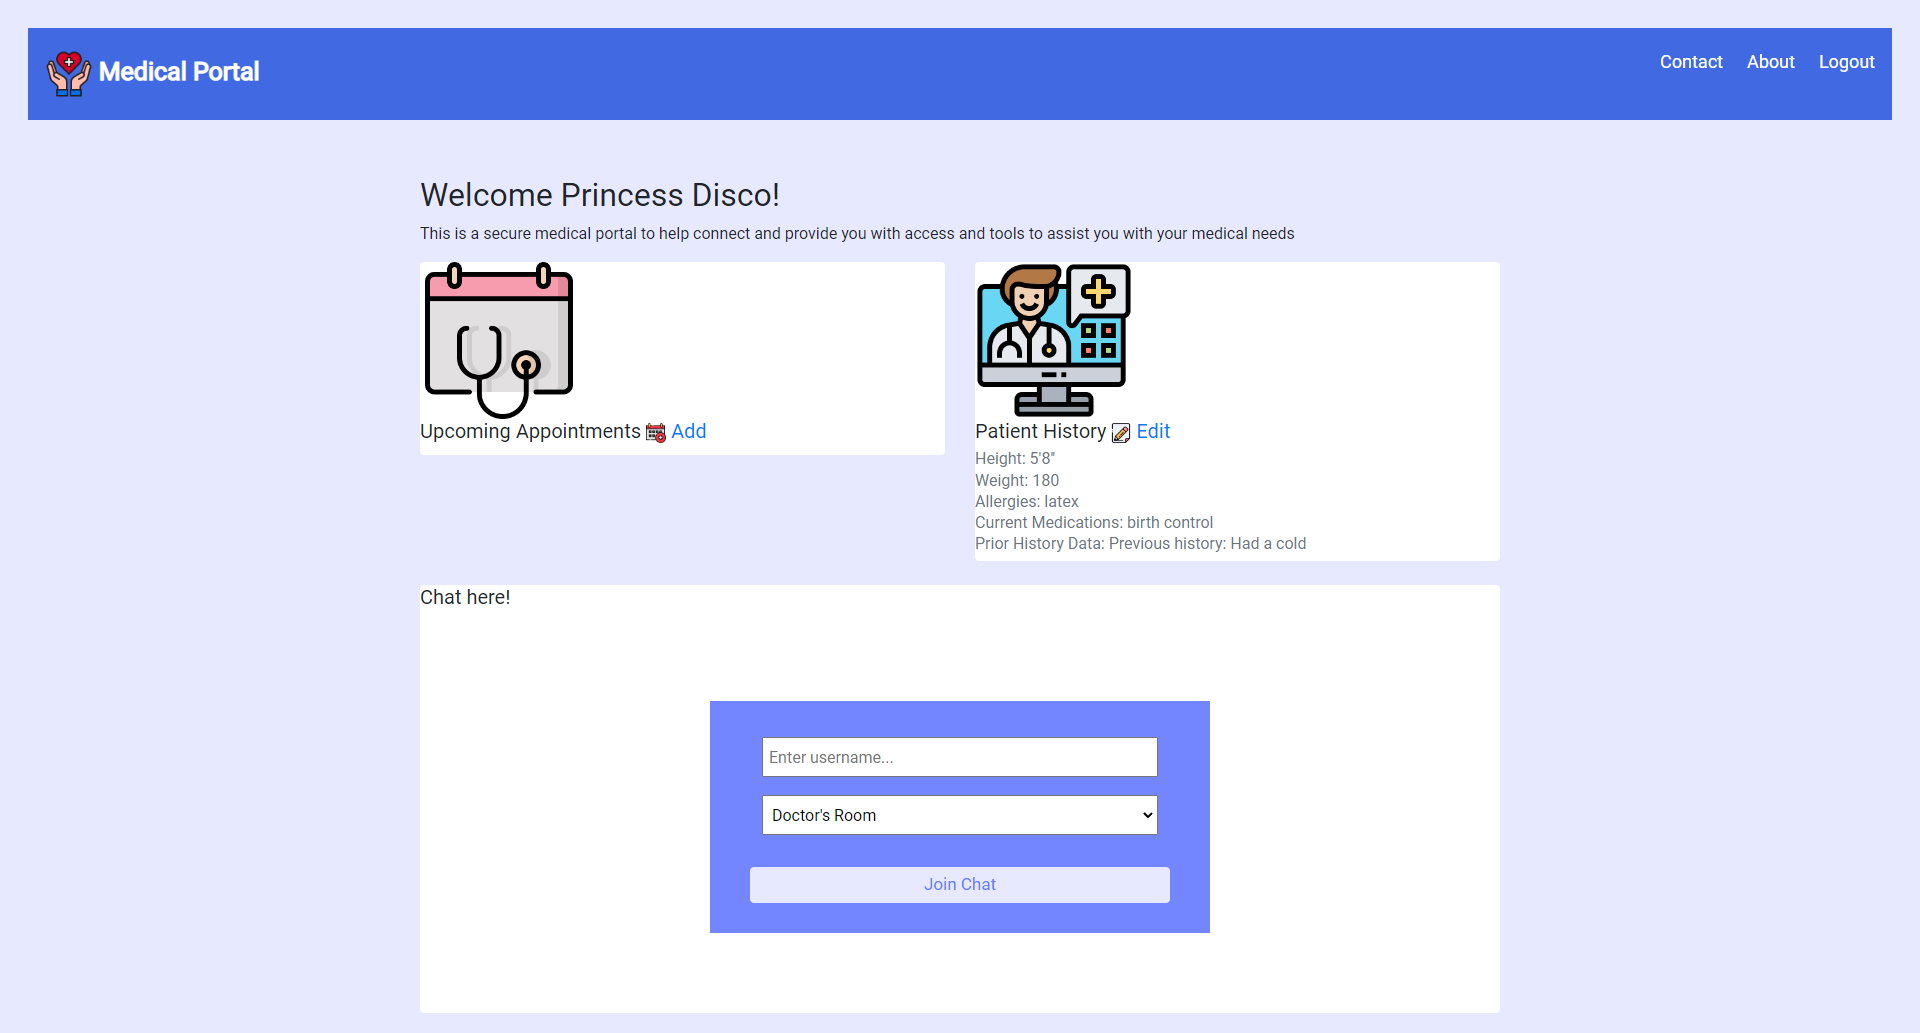 Medical Portal
Contact About Logout
Welcome Princess Disco!
This is a secure medical portal to help connect and provide you with access and tools to assist you with your medical needs
Upcoming Appointments Add
Patient History Edit
Height: 5'8"
Weight: 180
Allergies: latex
Current Medications: birth control
Prior History Data: Previous history: Had a cold
Chat here!
Enter username...
Doctor's Room
Join Chat